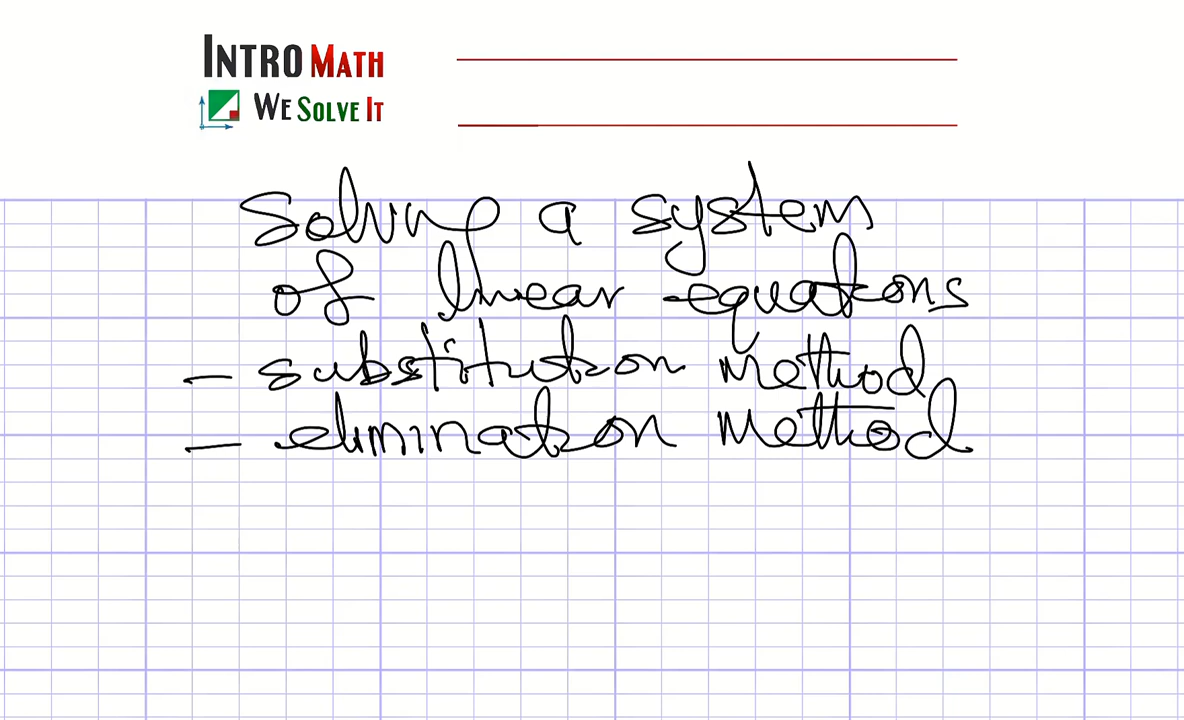 INTRO MATH
WE SOLVE IT
solving a system
of linear equations
- substitution method
- elimination method